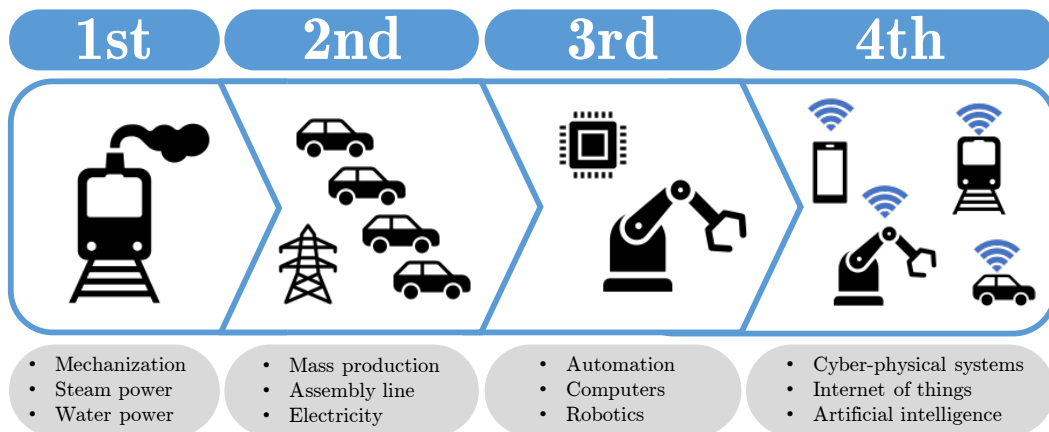 1st
2nd
3rd
4th
• Mechanization
• Steam power
• Water power
• Mass production
• Assembly line
• Electricity
• Automation
• Computers
• Robotics
• Cyber-physical systems
• Internet of things
• Artificial intelligence